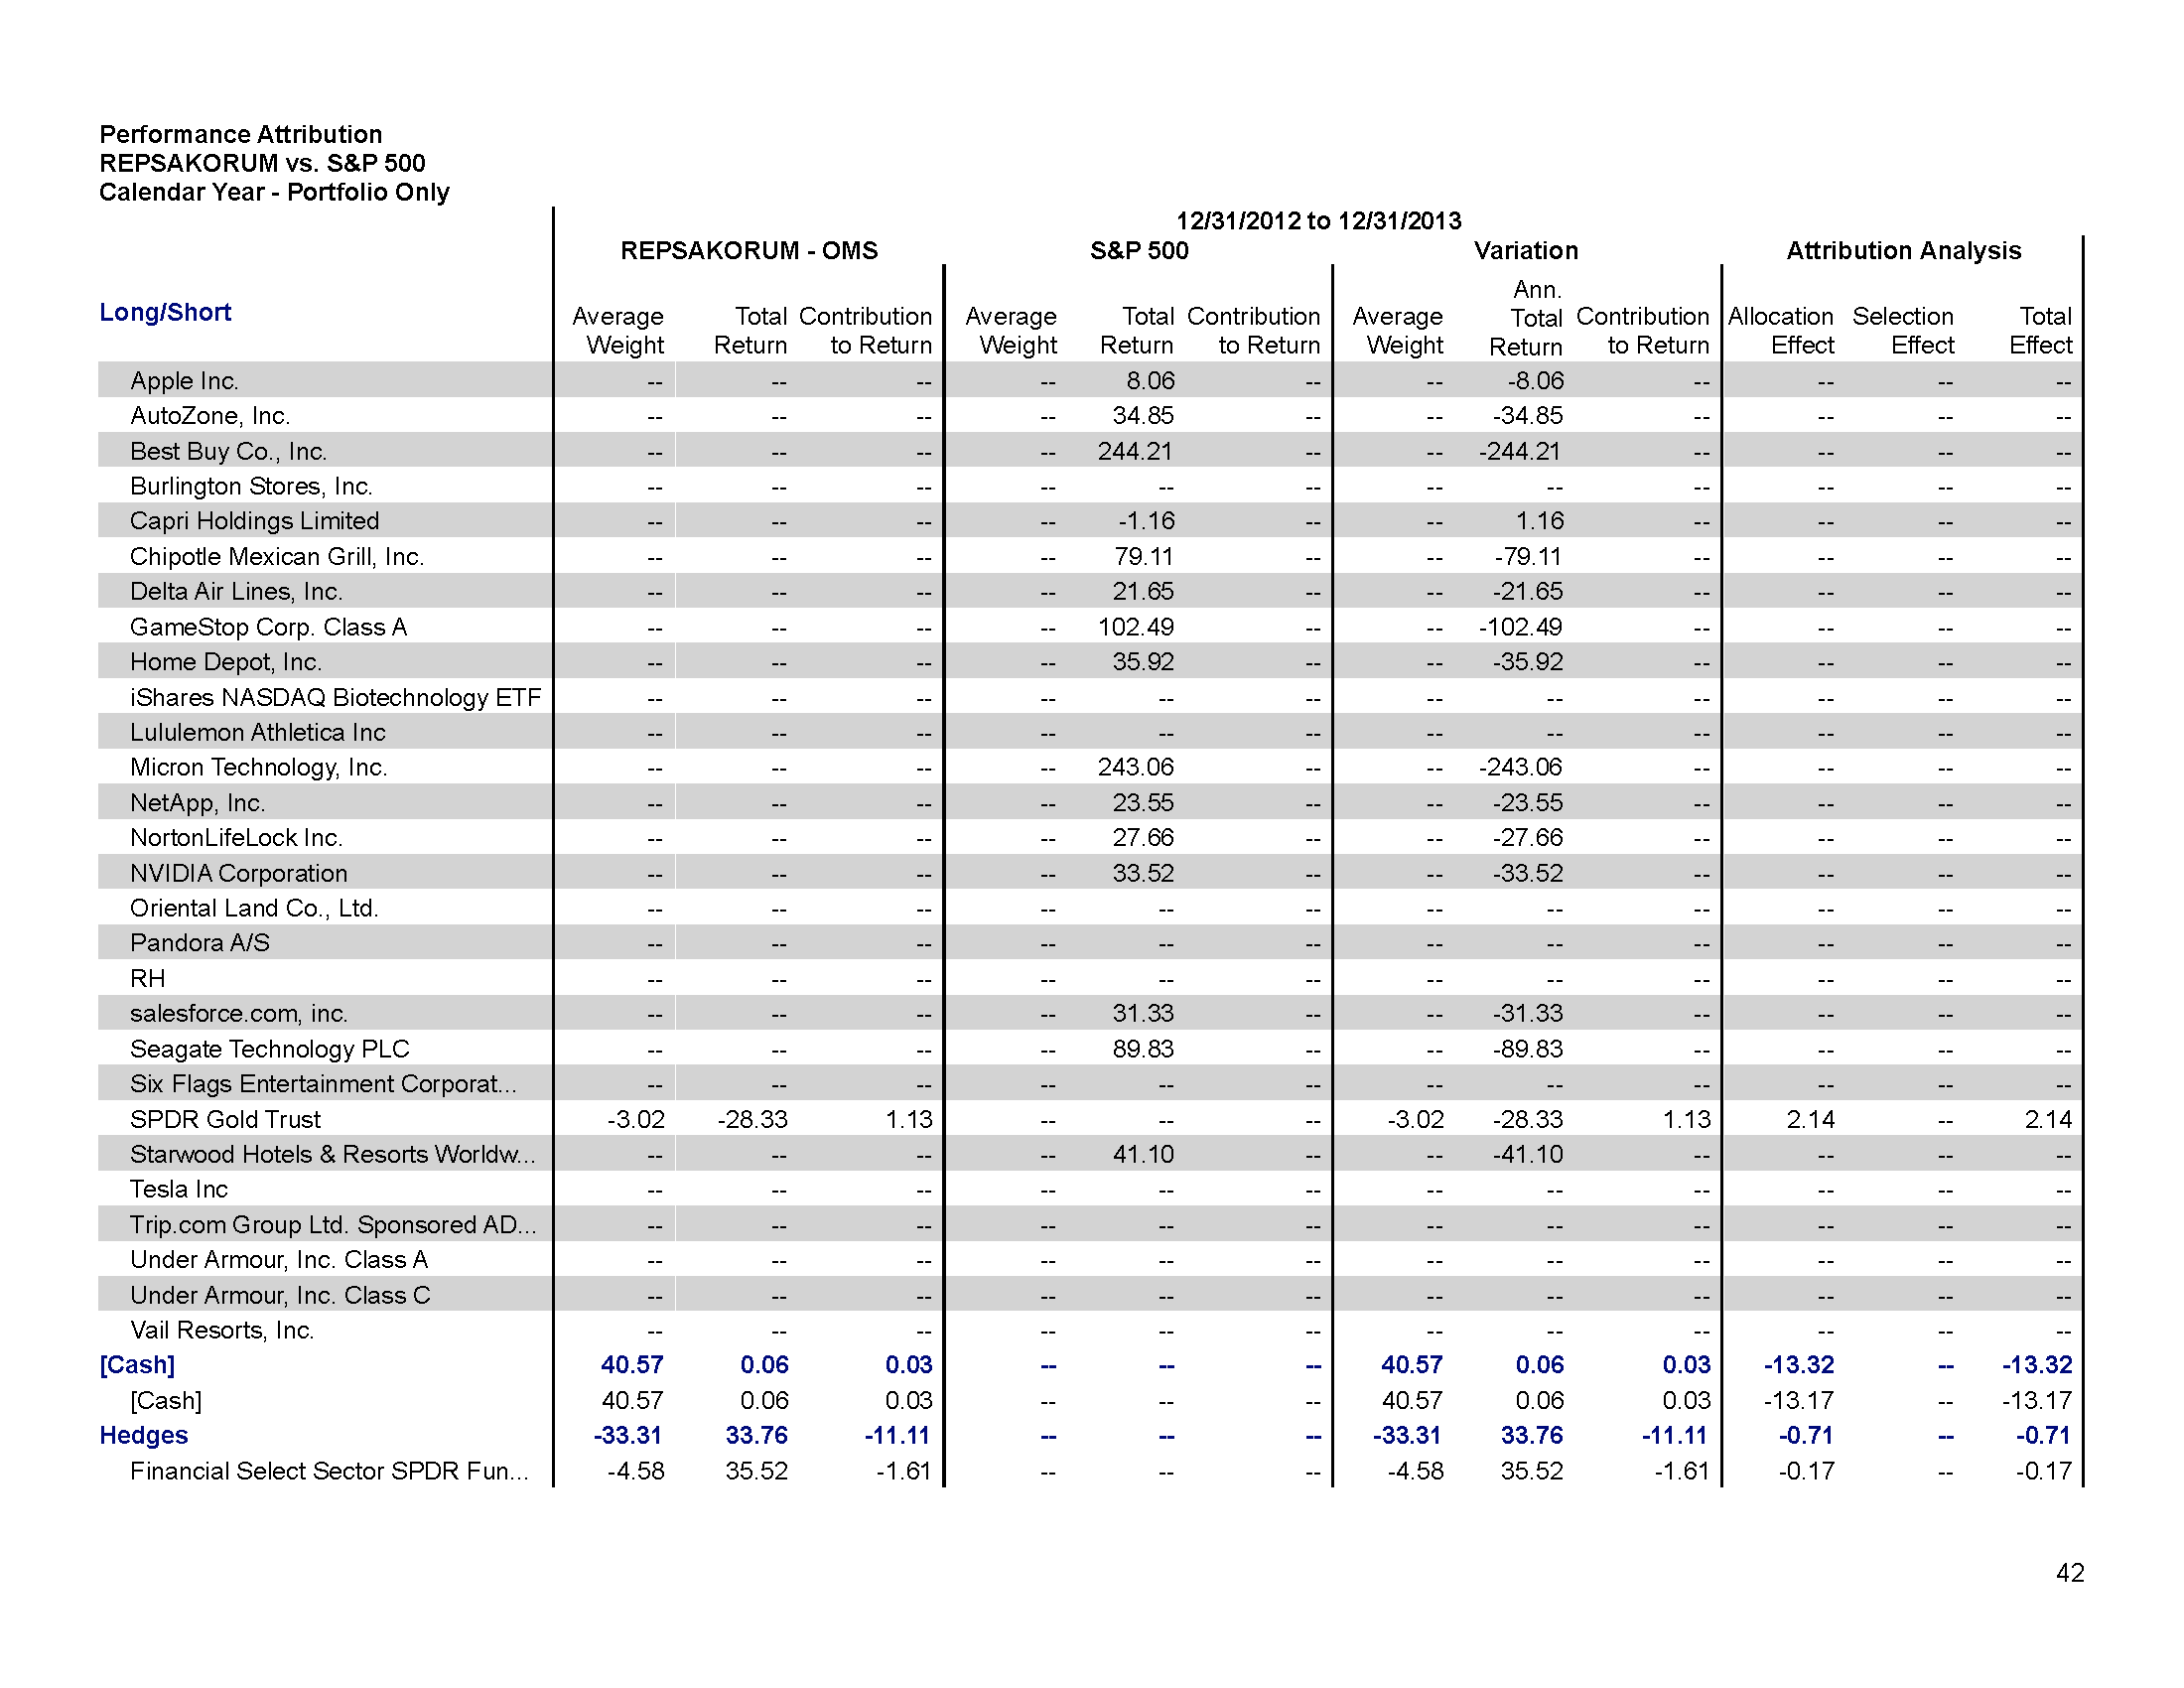 Performance Attribution
REPSAKORUM vs. S&P 500
Calendar Year - Portfolio Only
12/31/2012 to 12/31/2013
REPSAKORUM - OMS S&P 500 Variation Attribution Analysis
Long/Short Average Weight Total Return Contribution to Return Average Weight Total Return Contribution to Return Average Weight Ann. Total Return Contribution to Return Allocation Effect Selection Effect Total Effect
Apple Inc. -- -- -- -- 8.06 -- -- -8.06 -- -- -- --
AutoZone, Inc. -- -- -- -- 34.85 -- -- -34.85 -- -- -- --
Best Buy Co., Inc. -- -- -- -- 244.21 -- -- -244.21 -- -- -- --
Burlington Stores, Inc. -- -- -- -- -- -- -- -- -- -- -- --
Capri Holdings Limited -- -- -- -- -1.16 -- -- 1.16 -- -- -- --
Chipotle Mexican Grill, Inc. -- -- -- -- 79.11 -- -- -79.11 -- -- -- --
Delta Air Lines, Inc. -- -- -- -- 21.65 -- -- -21.65 -- -- -- --
GameStop Corp. Class A -- -- -- -- 102.49 -- -- -102.49 -- -- -- --
Home Depot, Inc. -- -- -- -- 35.92 -- -- -35.92 -- -- -- --
iShares NASDAQ Biotechnology ETF -- -- -- -- -- -- -- -- -- -- -- --
Lululemon Athletica Inc -- -- -- -- -- -- -- -- -- -- -- --
Micron Technology, Inc. -- -- -- -- 243.06 -- -- -243.06 -- -- -- --
NetApp, Inc. -- -- -- -- 23.55 -- -- -23.55 -- -- -- --
NortonLifeLock Inc. -- -- -- -- 27.66 -- -- -27.66 -- -- -- --
NVIDIA Corporation -- -- -- -- 33.52 -- -- -33.52 -- -- -- --
Oriental Land Co., Ltd. -- -- -- -- -- -- -- -- -- -- -- --
Pandora A/S -- -- -- -- -- -- -- -- -- -- -- --
RH -- -- -- -- -- -- -- -- -- -- -- --
salesforce.com, inc. -- -- -- -- 31.33 -- -- -31.33 -- -- -- --
Seagate Technology PLC -- -- -- -- 89.83 -- -- -89.83 -- -- -- --
Six Flags Entertainment Corporat... -- -- -- -- -- -- -- -- -- -- -- --
SPDR Gold Trust -3.02 -28.33 1.13 -- -- -- -3.02 -28.33 1.13 2.14 -- 2.14
Starwood Hotels & Resorts Worldw... -- -- -- -- 41.10 -- -- -41.10 -- -- -- --
Tesla Inc -- -- -- -- -- -- -- -- -- -- -- --
Trip.com Group Ltd. Sponsored AD... -- -- -- -- -- -- -- -- -- -- -- --
Under Armour, Inc. Class A -- -- -- -- -- -- -- -- -- -- -- --
Under Armour, Inc. Class C -- -- -- -- -- -- -- -- -- -- -- --
Vail Resorts, Inc. -- -- -- -- -- -- -- -- -- -- -- --
[Cash] 40.57 0.06 0.03 -- -- -- 40.57 0.06 0.03 -13.32 -- -13.32
[Cash] 40.57 0.06 0.03 -- -- -- 40.57 0.06 0.03 -13.17 -- -13.17
Hedges -33.31 33.76 -11.11 -- -- -- -33.31 33.76 -11.11 -0.71 -- -0.71
Financial Select Sector SPDR Fun... -4.58 35.52 -1.61 -- -- -- -4.58 35.52 -1.61 -0.17 -- -0.17
42